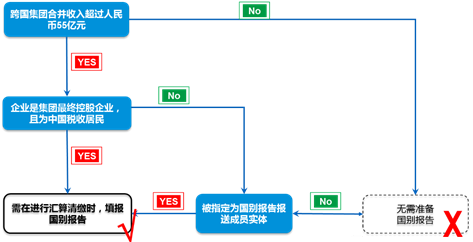 跨国集团合并收入超过人民
币55亿元
No
YES
企业是集团最终控股企业,
且为中国税收居民
No
YES
需在进行汇算清缴时,填报
国别报告
YES
被指定为国别报告报
送成员实体
No
无需准备
国别报告
X